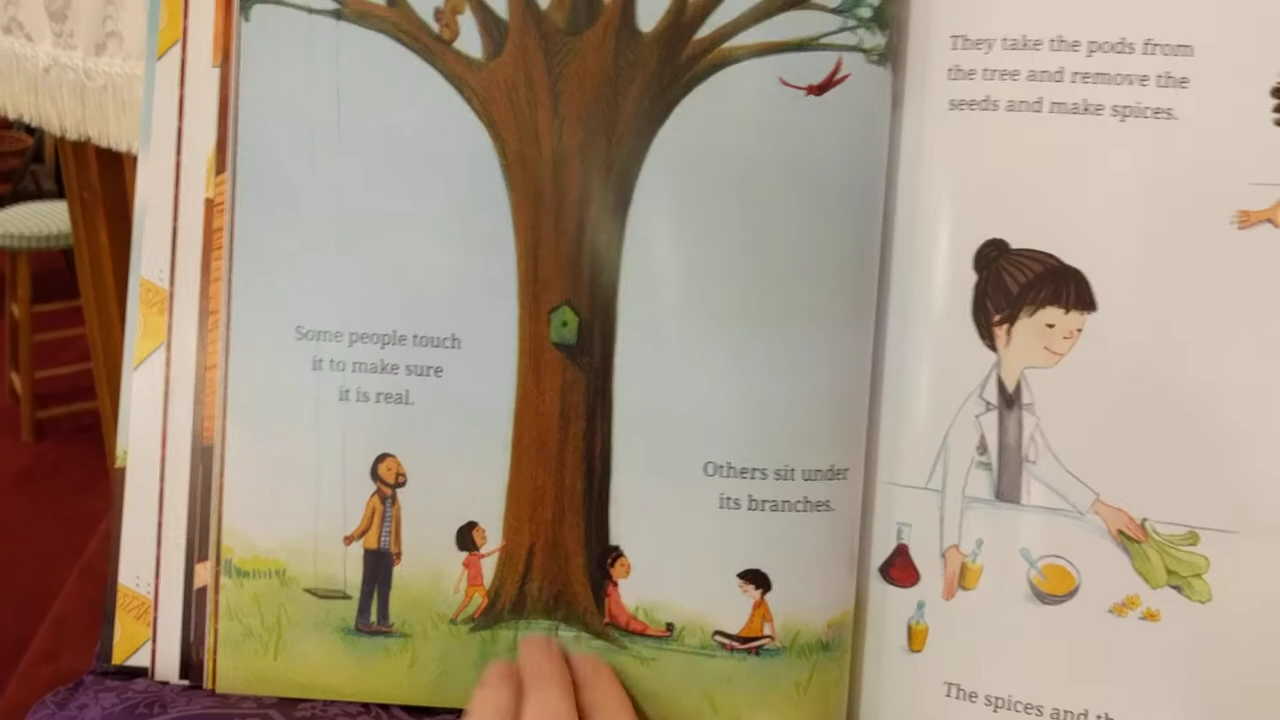 Some people touch
it to make sure
it is real.
Others sit under
its branches.
They take the pods from
the tree and remove the
seeds and make spices.
The spices and